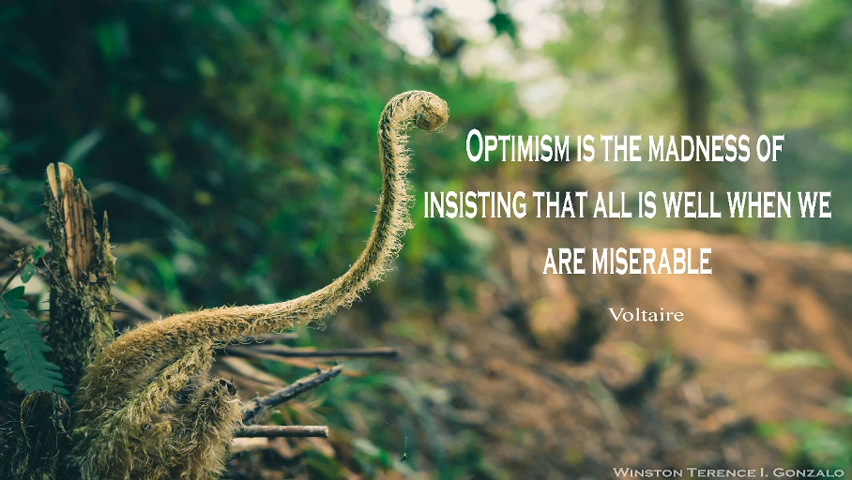 Optimism is the madness of
insisting that all is well when we
are miserable
Voltaire
Winston Terence I. Gonzalo